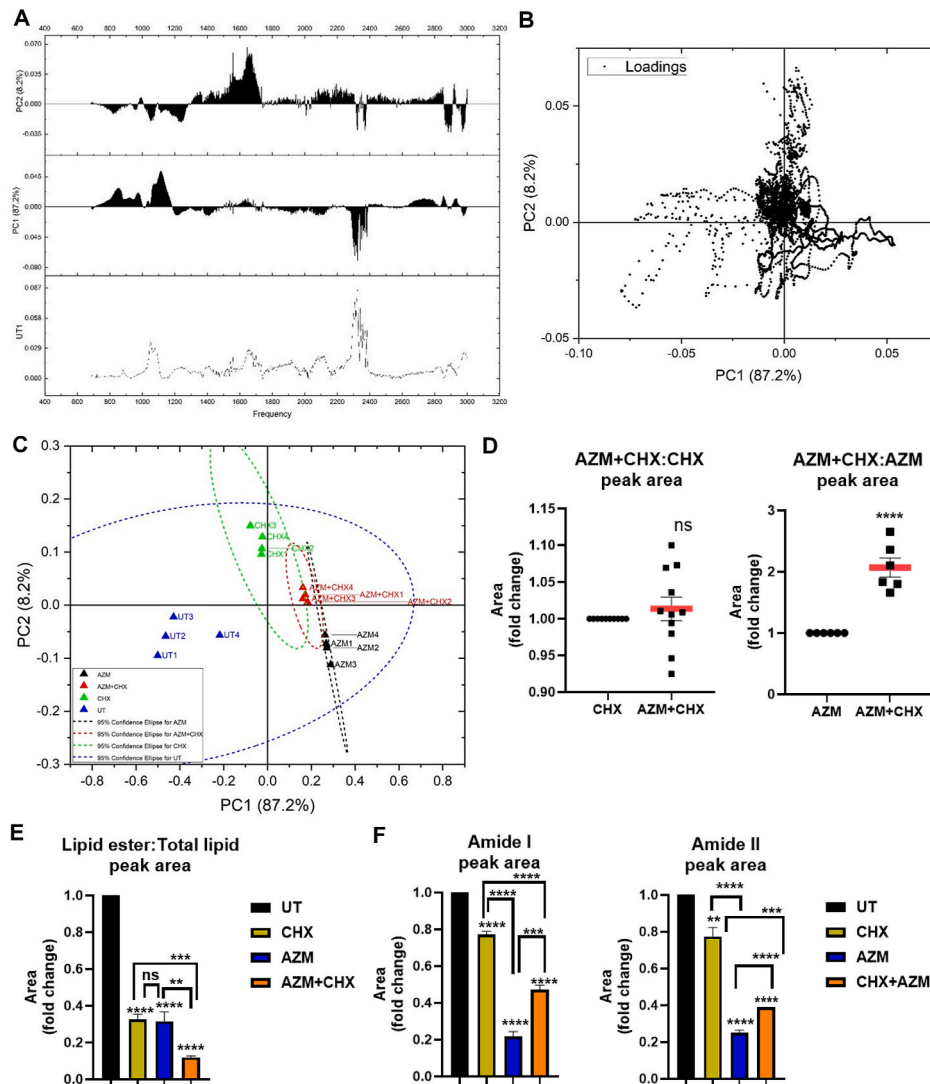 A
200 400 600 800 1000 1200 1400 1600 1800 2000 2200 2400 2600 2800 3000 3200
PC2 (8.2%)
0.070
0.035
0.000
-0.035
PC1 (87.2%)
0.045
0.000
-0.045
-0.090
UT1
0.087
0.058
0.029
0.000
200 400 600 800 1000 1200 1400 1600 1800 2000 2200 2400 2600 2800 3000 3200
Frequency
B
Loadings
PC2 (8.2%)
0.05
0.00
-0.05
-0.10 -0.05 0.00 0.05
PC1 (87.2%)
C
PC2 (8.2%)
0.3
0.2
0.1
0.0
-0.1
-0.2
-0.3
CHX3
CHX4
CHX2
CHX1
AZM+CHX4
AZM+CHX1
AZM+CHX3
AZM+CHX2
UT3
UT2
UT4
UT1
AZM4
AZM1
AZM2
AZM3
AZM
AZM+CHX
CHX
UT
95% Confidence Ellipse for AZM
95% Confidence Ellipse for AZM+CHX
95% Confidence Ellipse for CHX
95% Confidence Ellipse for UT
-0.8 -0.6 -0.4 -0.2 0.0 0.2 0.4 0.6 0.8
PC1 (87.2%)
D
AZM+CHX:CHX
peak area
Area
(fold change)
1.15
1.10
1.05
1.00
0.95
0.90
ns
CHX AZM+CHX
AZM+CHX:AZM
peak area
Area
(fold change)
3
2
1
0
****
AZM AZM+CHX
E
Lipid ester:Total lipid
peak area
Area
(fold change)
1.0
0.8
0.6
0.4
0.2
0.0
***
ns
**
****
****
****
UT
CHX
AZM
AZM+CHX
F
Amide I
peak area
Area
(fold change)
1.0
0.8
0.6
0.4
0.2
0.0
****
****
***
****
****
****
Amide II
peak area
Area
(fold change)
1.0
0.8
0.6
0.4
0.2
0.0
****
***
**
****
****
****
UT
CHX
AZM
CHX+AZM